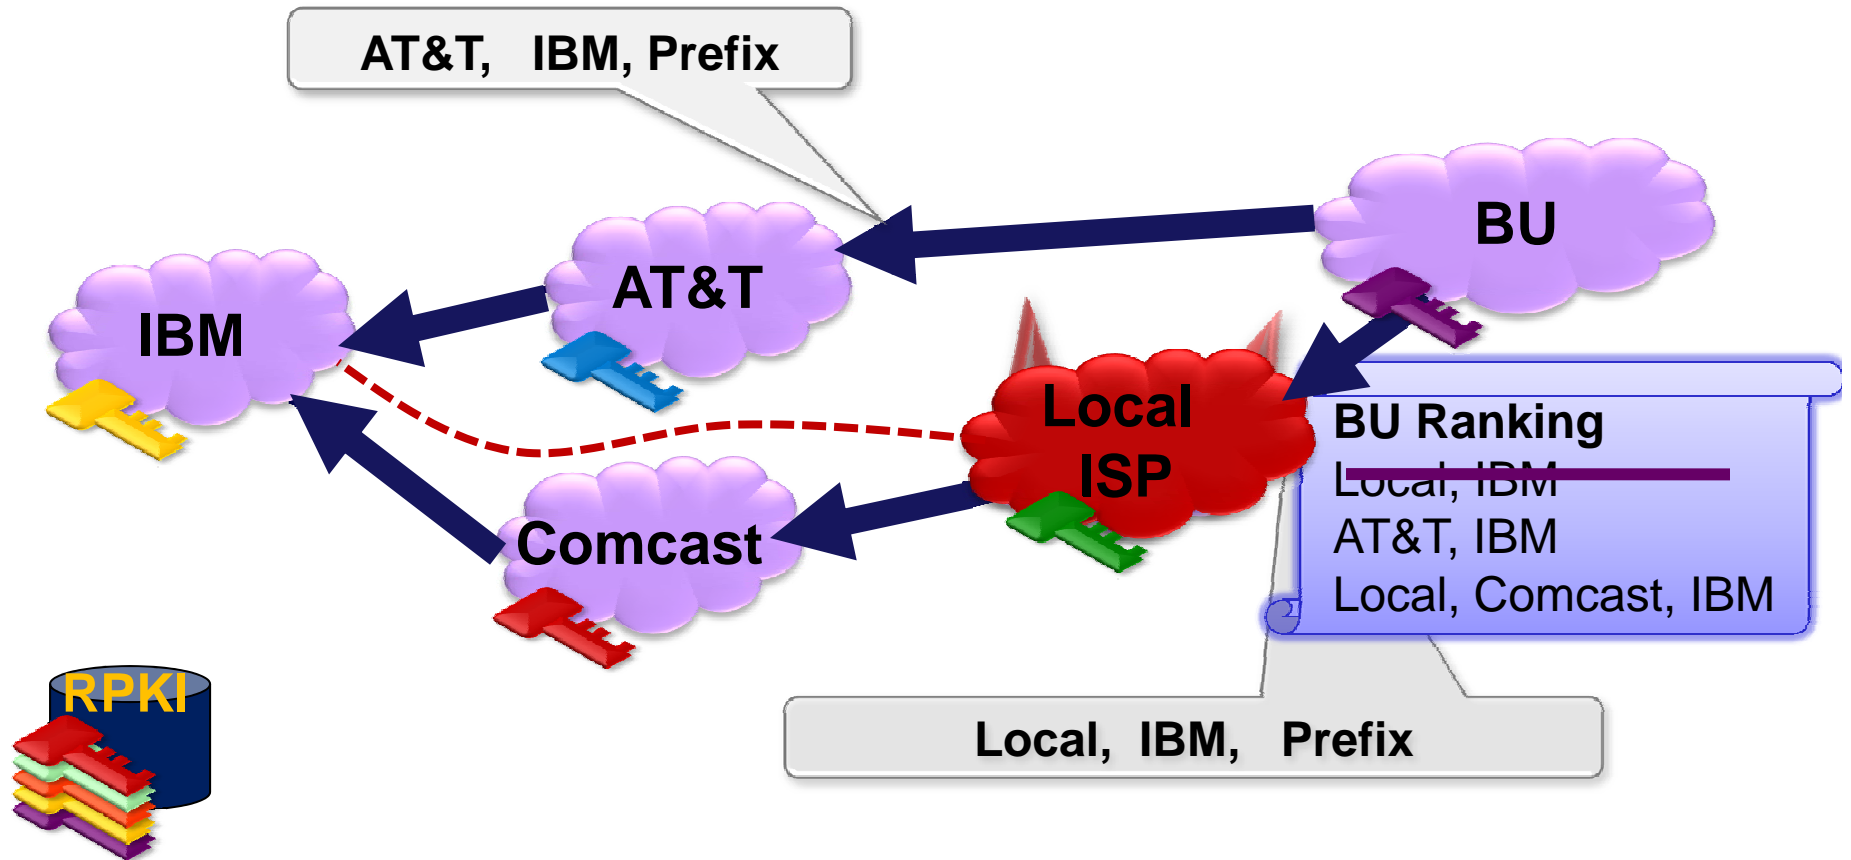 AT&T, IBM, Prefix
BU
AT&T
IBM
Local
ISP
BU Ranking
Local, IBM
AT&T, IBM
Local, Comcast, IBM
Comcast
RPKI
Local, IBM, Prefix